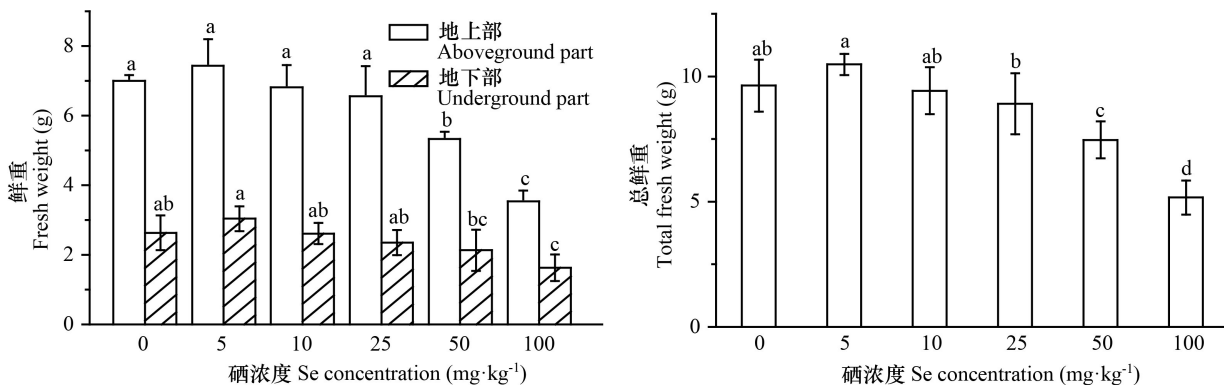 地上部
Aboveground part
地下部
Underground part
鲜重
Fresh weight (g)
8
6
4
2
0
a
a
a
a
b
c
ab
a
ab
ab
bc
c
0 5 10 25 50 100
硒浓度 Se concentration (mg·kg⁻¹)
总鲜重
Total fresh weight (g)
10
5
0
ab
a
ab
b
c
d
0 5 10 25 50 100
硒浓度 Se concentration (mg·kg⁻¹)